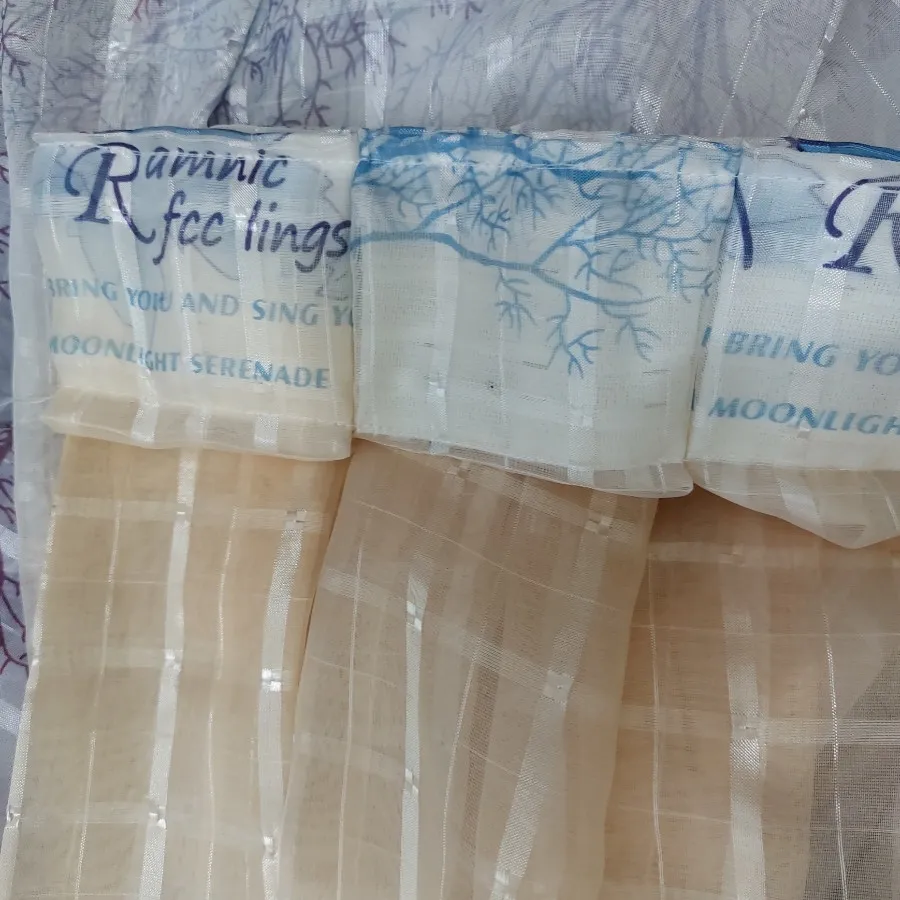 Ramnic
fcc lings
BRING YOU AND SING YO
MOONLIGHT SERENADE
R
I BRING YO
MOONLIGH